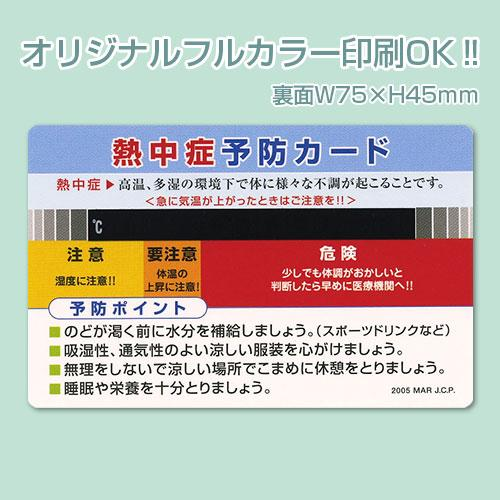 オリジナルフルカラー印刷OK!!
裏面W75×H45mm
熱中症予防カード
熱中症▶高温、多湿の環境下で体に様々な不調が起こることです。
<急に気温が上がったときはご注意を!!>
℃
注意 要注意 危険
湿度に注意!! 体温の上昇に注意! 少しでも体調がおかしいと
判断したら早めに医療機関へ!!
予防ポイント
■のどが渇く前に水分を補給しましょう。(スポーツドリンクなど)
■吸湿性、通気性のよい涼しい服装を心がけましょう。
■無理をしないで涼しい場所でこまめに休憩をとりましょう。
■睡眠や栄養を十分とりましょう。
2005 MAR J.C.P.